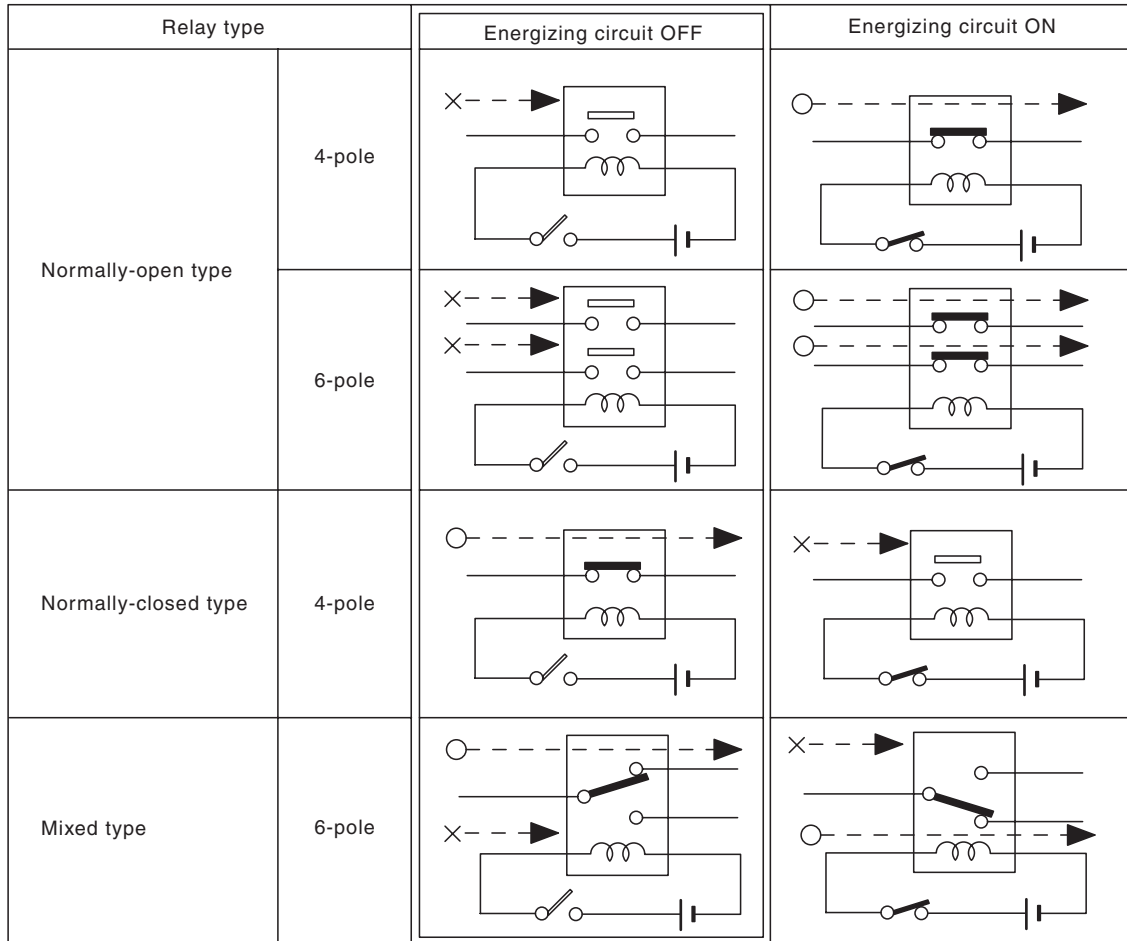 Relay type
Energizing circuit OFF
Energizing circuit ON
Normally-open type
4-pole
6-pole
Normally-closed type
4-pole
Mixed type
6-pole